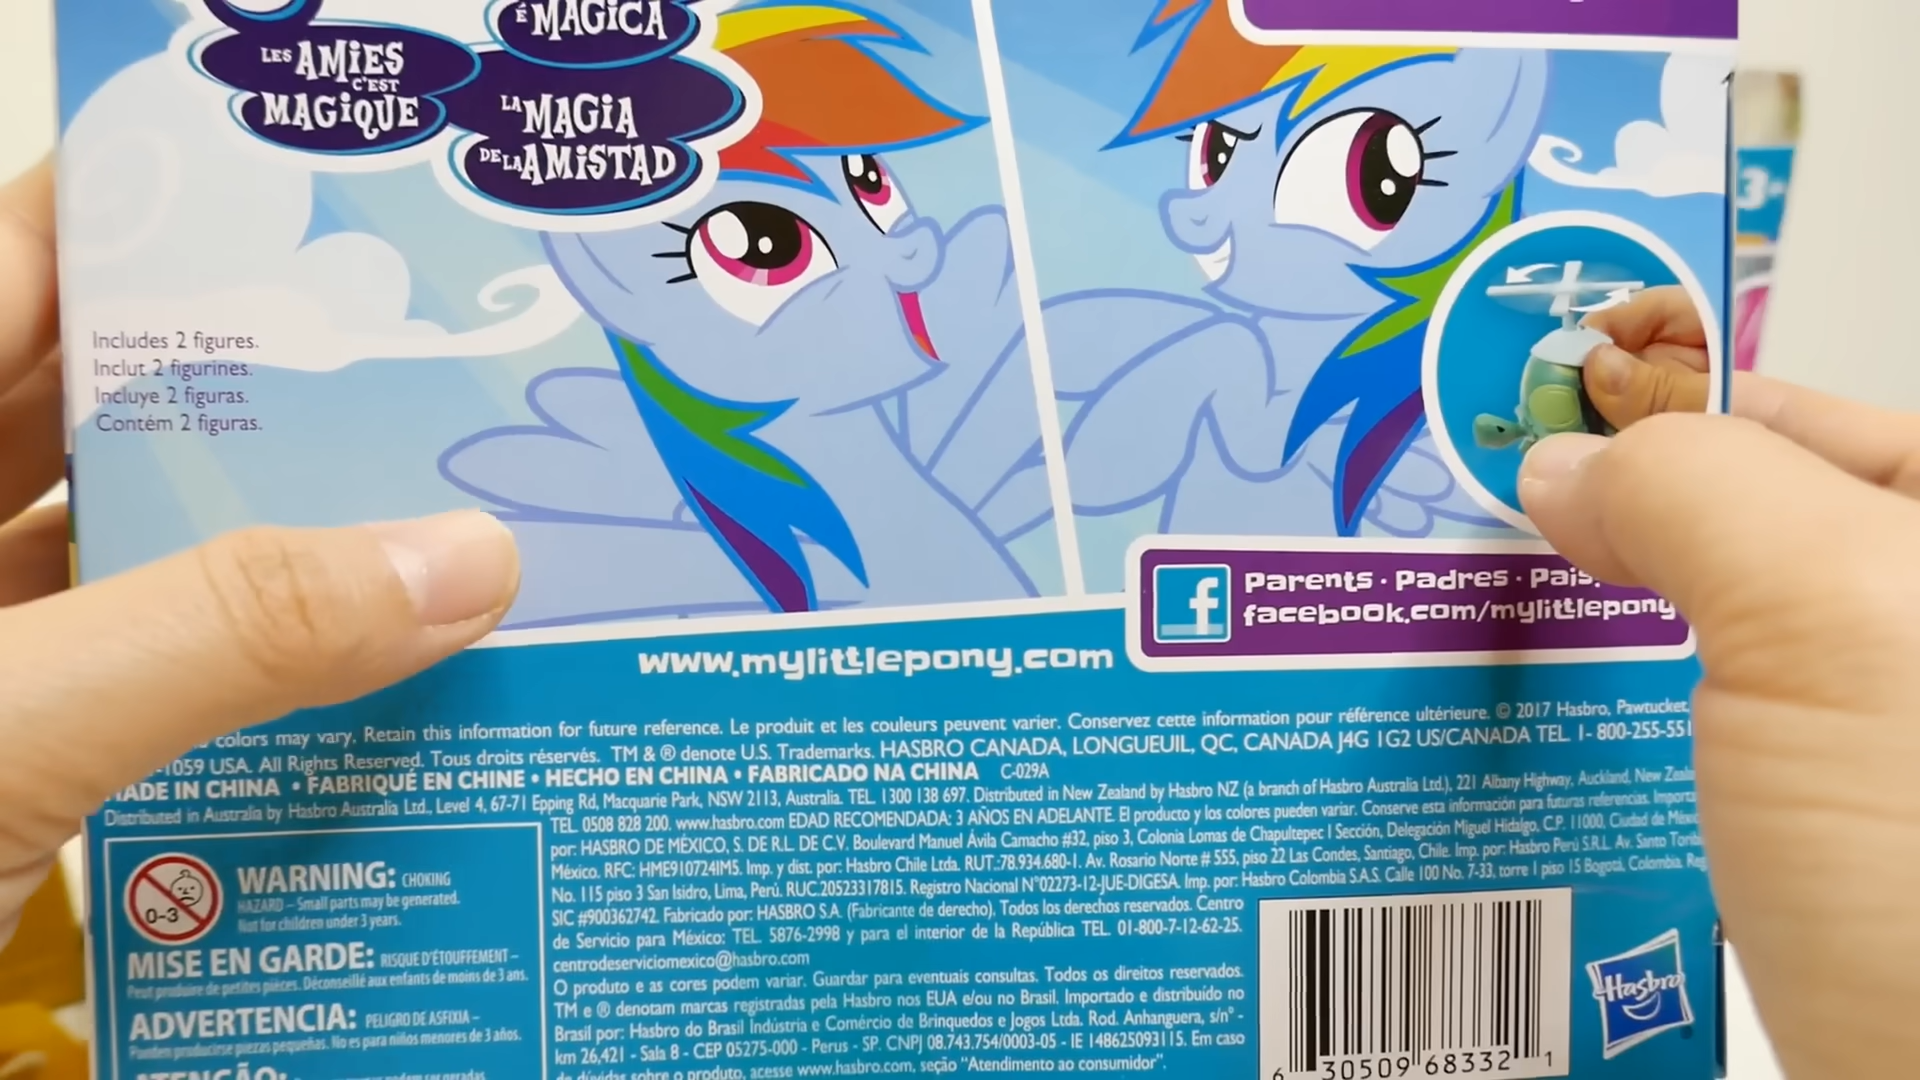 É MAGICA
LES AMiES
C'EST
MAGiQUE
LA MAGiA
DE LA AMiSTAD
3+
Includes 2 figures.
Inclut 2 figurines.
Incluye 2 figuras.
Contém 2 figuras.
f
Parents · Padres · Pais:
facebook.com/mylittlepony
www.mylittlepony.com
colors may vary. Retain this information for future reference. Le produit et les couleurs peuvent varier. Conservez cette information pour référence ultérieure. © 2017 Hasbro, Pawtucket,
-1059 USA. All Rights Reserved. Tous droits réservés. TM & ® denote U.S. Trademarks. HASBRO CANADA, LONGUEUIL, QC, CANADA J4G 1G2 US/CANADA TEL. 1-800-255-551
MADE IN CHINA • FABRIQUÉ EN CHINE • HECHO EN CHINA • FABRICADO NA CHINA C-029A
Distributed in Australia by Hasbro Australia Ltd., Level 4, 67-71 Epping Rd, Macquarie Park, NSW 2113, Australia. TEL. 1300 138 697. Distributed in New Zealand by Hasbro NZ (a branch of Hasbro Australia Ltd.), 221 Albany Highway, Auckland, New
TEL. 0508 828 200. www.hasbro.com EDAD RECOMENDADA: 3 AÑOS EN ADELANTE. El producto y los colores pueden variar. Conserve esta información para futuras referencias.
por: HASBRO DE MÉXICO, S. DE R.L. DE C.V. Boulevard Manuel Ávila Camacho #32, piso 3, Colonia Lomas de Chapultepec I Sección, Delegación Miguel Hidalgo, C.P. 11000, Ciudad de
México. RFC: HME910724IM5. Imp. y dist. por: Hasbro Chile Ltda. RUT.:78.934.680-1. Av. Rosario Norte # 555, piso 22 Las Condes, Santiago, Chile. Imp. por: Hasbro Perú S.R.L. Av. Santo
No. 115 piso 3 San Isidro, Lima, Perú. RUC.20523317815. Registro Nacional N°02273-12-JUE-DIGESA. Imp. por: Hasbro Colombia S.A.S. Calle 100 No. 7-33, torre 1 piso 15 Bogotá, Colombia.
SIC #900362742. Fabricado por: HASBRO S.A. (Fabricante de derecho). Todos los derechos reservados. Centro
de Servicio para México: TEL. 5876-2998 y para el interior de la República TEL. 01-800-7-12-62-25.
centrodeserviciomexico@hasbro.com
O produto e as cores podem variar. Guardar para eventuais consultas. Todos os direitos reservados.
TM e ® denotam marcas registradas pela Hasbro nos EUA e/ou no Brasil. Importado e distribuído no
Brasil por: Hasbro do Brasil Indústria e Comércio de Brinquedos e Jogos Ltda. Rod. Anhanguera, s/nº -
km 26,421 - Sala 8 - CEP 05275-000 - Perus - SP. CNPJ 08.743.754/0003-05 - IE 148625093115. Em caso
de dúvidas sobre o produto, acesse www.hasbro.com, seção "Atendimento ao consumidor".
0-3
WARNING: CHOKING
HAZARD – Small parts may be generated.
Not for children under 3 years.
MISE EN GARDE: RISQUE D'ÉTOUFFEMENT –
Peut produire de petites pièces. Déconseillé aux enfants de moins de 3 ans.
ADVERTENCIA: PELIGRO DE ASFIXIA –
Pueden producirse piezas pequeñas. No es para niños menores de 3 años.
ATENÇÃO:
6 30509 68332 1
Hasbro